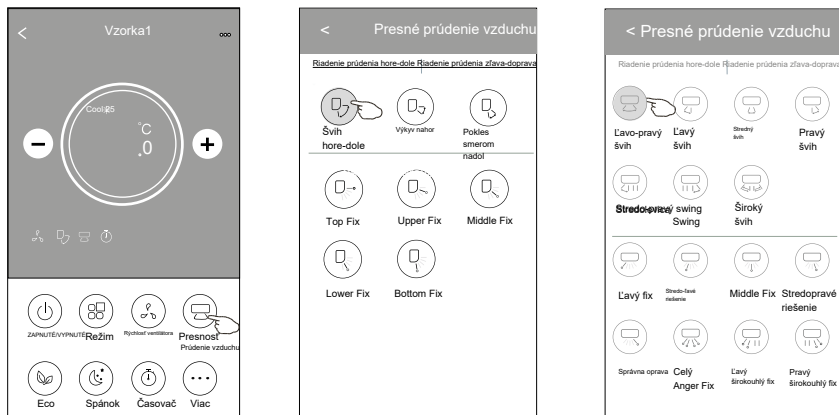 Vzorka1
Cool 25
°C
.0
ZAPNUTÉ/VYPNUTÉ
Režim
Rýchlosť ventilátora
Presnosť
Prúdenie vzduchu
Eco
Spánok
Časovač
Viac
< Presné prúdenie vzduchu
Riadenie prúdenia hore-dole Riadenie prúdenia zľava-doprava
Švih
hore-dole
Výkyv nahor
Pokles
smerom
nadol
Top Fix
Upper Fix
Middle Fix
Lower Fix
Bottom Fix
< Presné prúdenie vzduchu
Riadenie prúdenia hore-dole Riadenie prúdenia zľava-doprava
Ľavo-pravý
švih
Ľavý
švih
Stredný
švih
Pravý
švih
Stredo-pravý swing
Swing
Široký
švih
Ľavý fix
Stredo-ľavé
riešenie
Middle Fix
Stredopravé
riešenie
Správna oprava
Celý
Anger Fix
Ľavý
širokouhlý fix
Pravý
širokouhlý fix